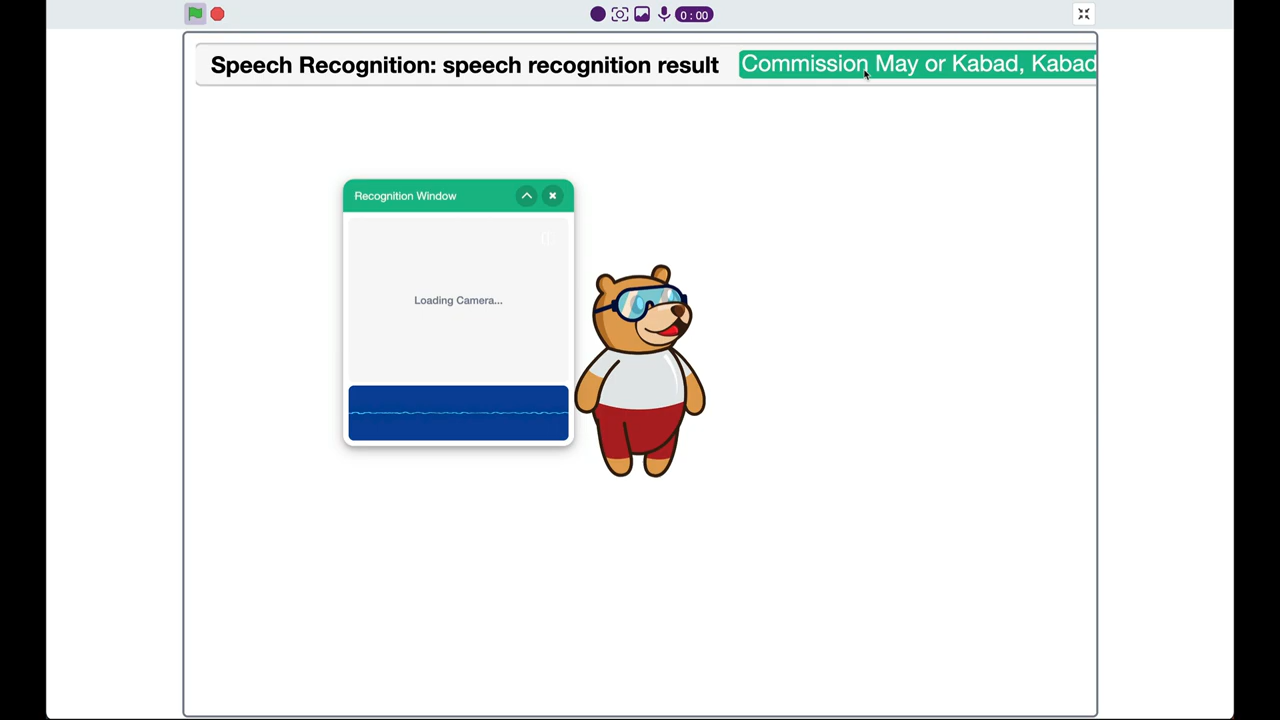 0:00
Speech Recognition: speech recognition result Commission May or Kabad, Kabad
Recognition Window
Loading Camera...